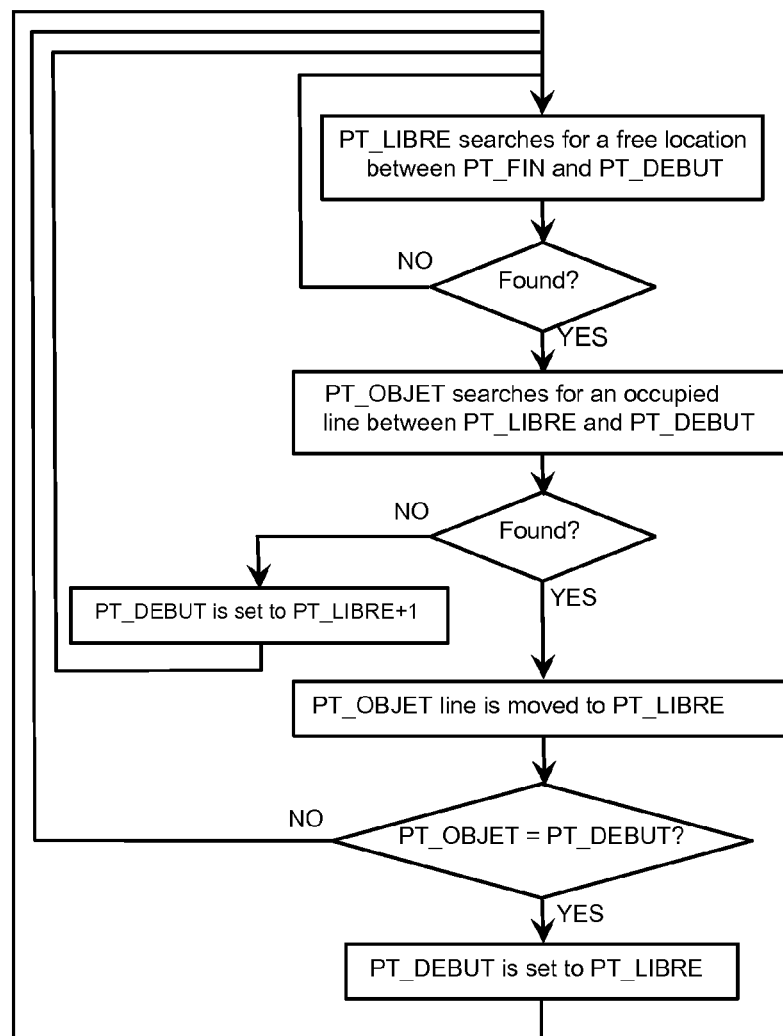 PT_LIBRE searches for a free location
between PT_FIN and PT_DEBUT
NO
Found?
YES
PT_OBJET searches for an occupied
line between PT_LIBRE and PT_DEBUT
NO
Found?
YES
PT_DEBUT is set to PT_LIBRE+1
PT_OBJET line is moved to PT_LIBRE
NO
PT_OBJET = PT_DEBUT?
YES
PT_DEBUT is set to PT_LIBRE